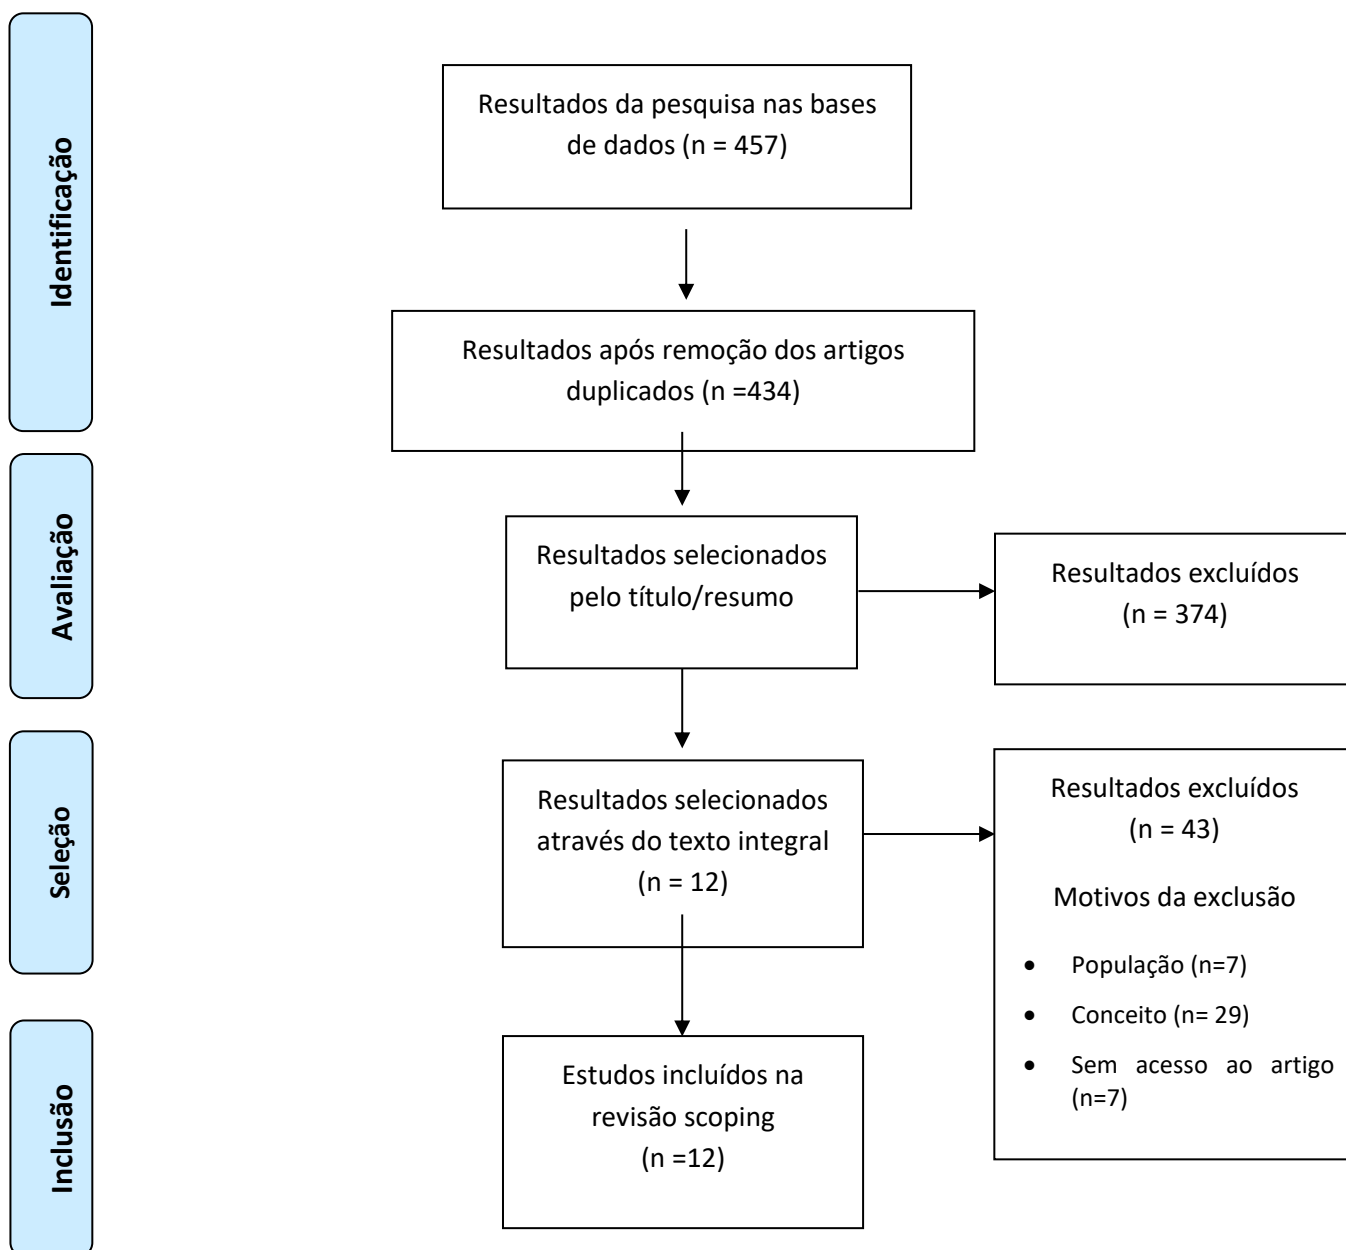 Identificação
Resultados da pesquisa nas bases
de dados (n = 457)
Resultados após remoção dos artigos
duplicados (n =434)
Avaliação
Resultados selecionados
pelo título/resumo
Resultados excluídos
(n = 374)
Seleção
Resultados selecionados
através do texto integral
(n = 12)
Resultados excluídos
(n = 43)
Motivos da exclusão
• População (n=7)
• Conceito (n= 29)
• Sem acesso ao artigo
(n=7)
Inclusão
Estudos incluídos na
revisão scoping
(n =12)